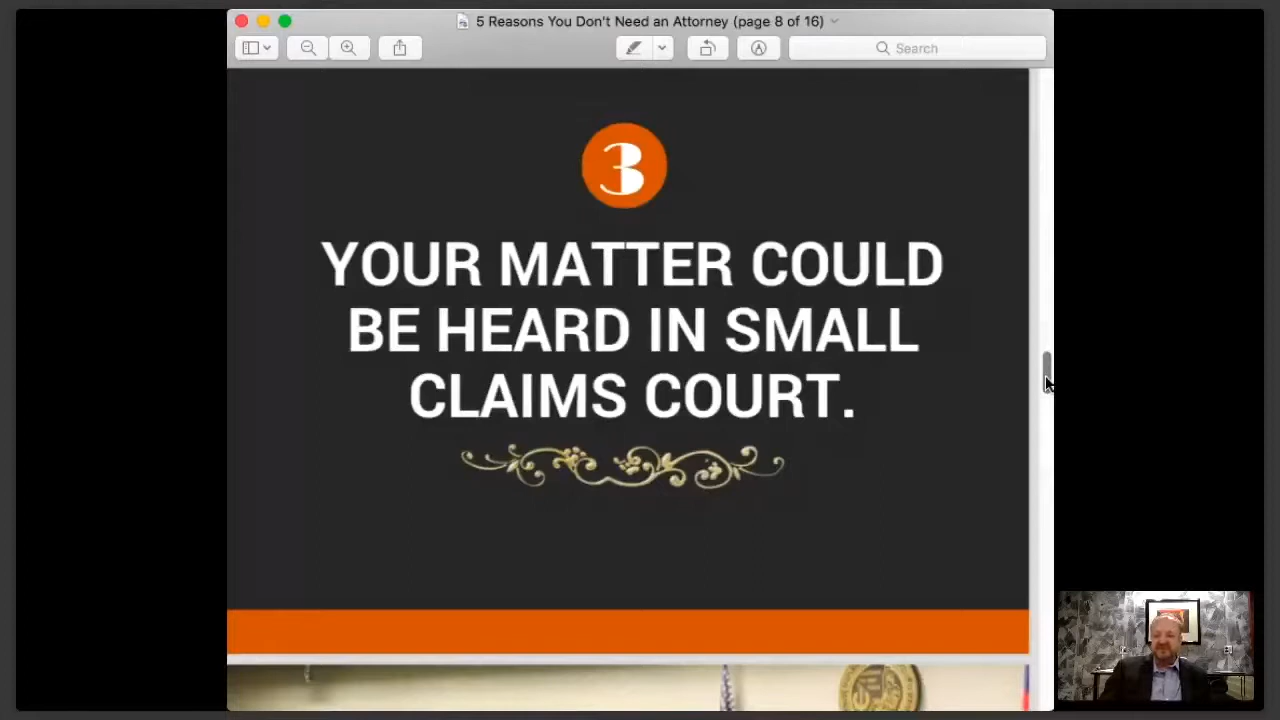 5 Reasons You Don't Need an Attorney (page 8 of 16)
Search
3
YOUR MATTER COULD
BE HEARD IN SMALL
CLAIMS COURT.